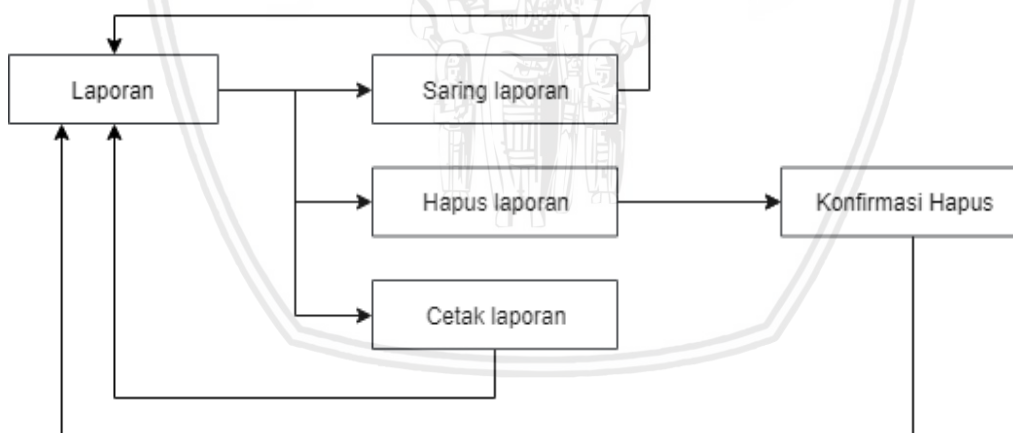 Laporan
Saring laporan
Hapus laporan
Konfirmasi Hapus
Cetak laporan